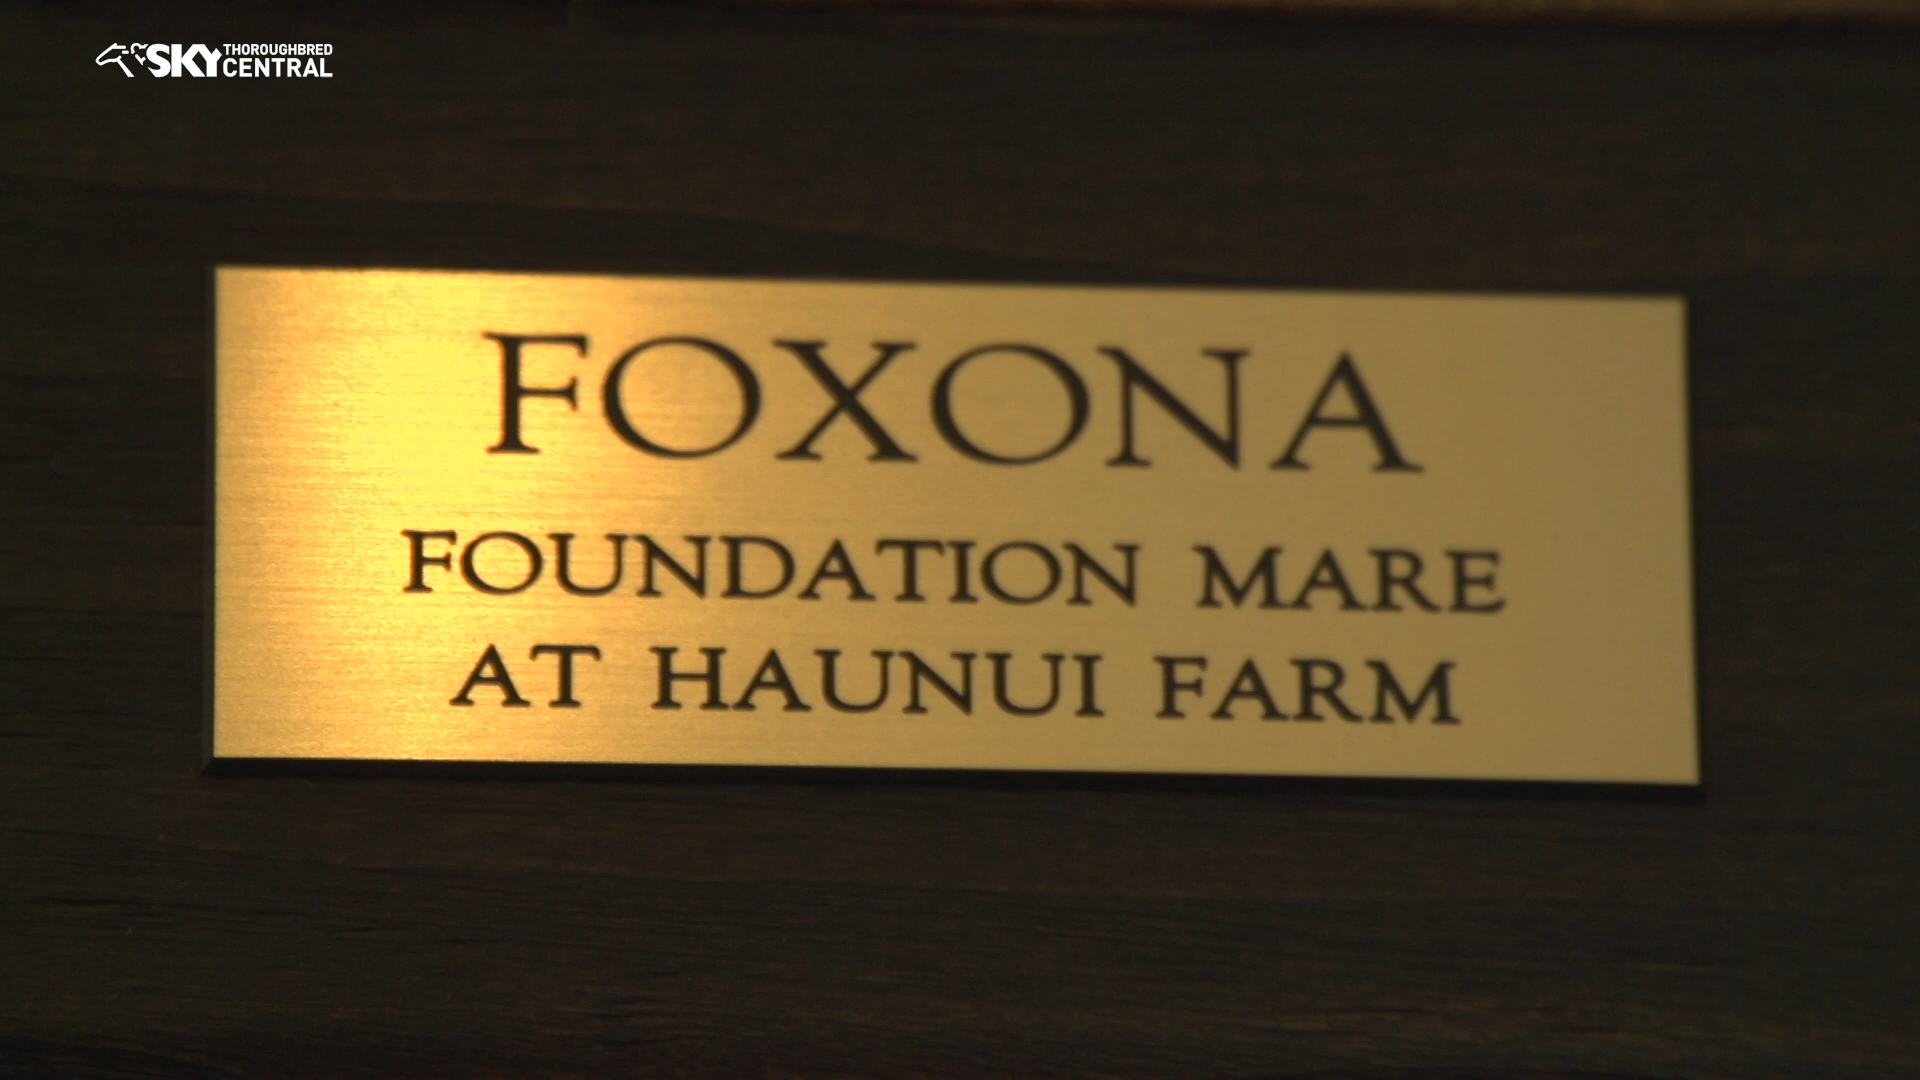 SKY THOROUGHBRED
CENTRAL
FOXONA
FOUNDATION MARE
AT HAUNUI FARM